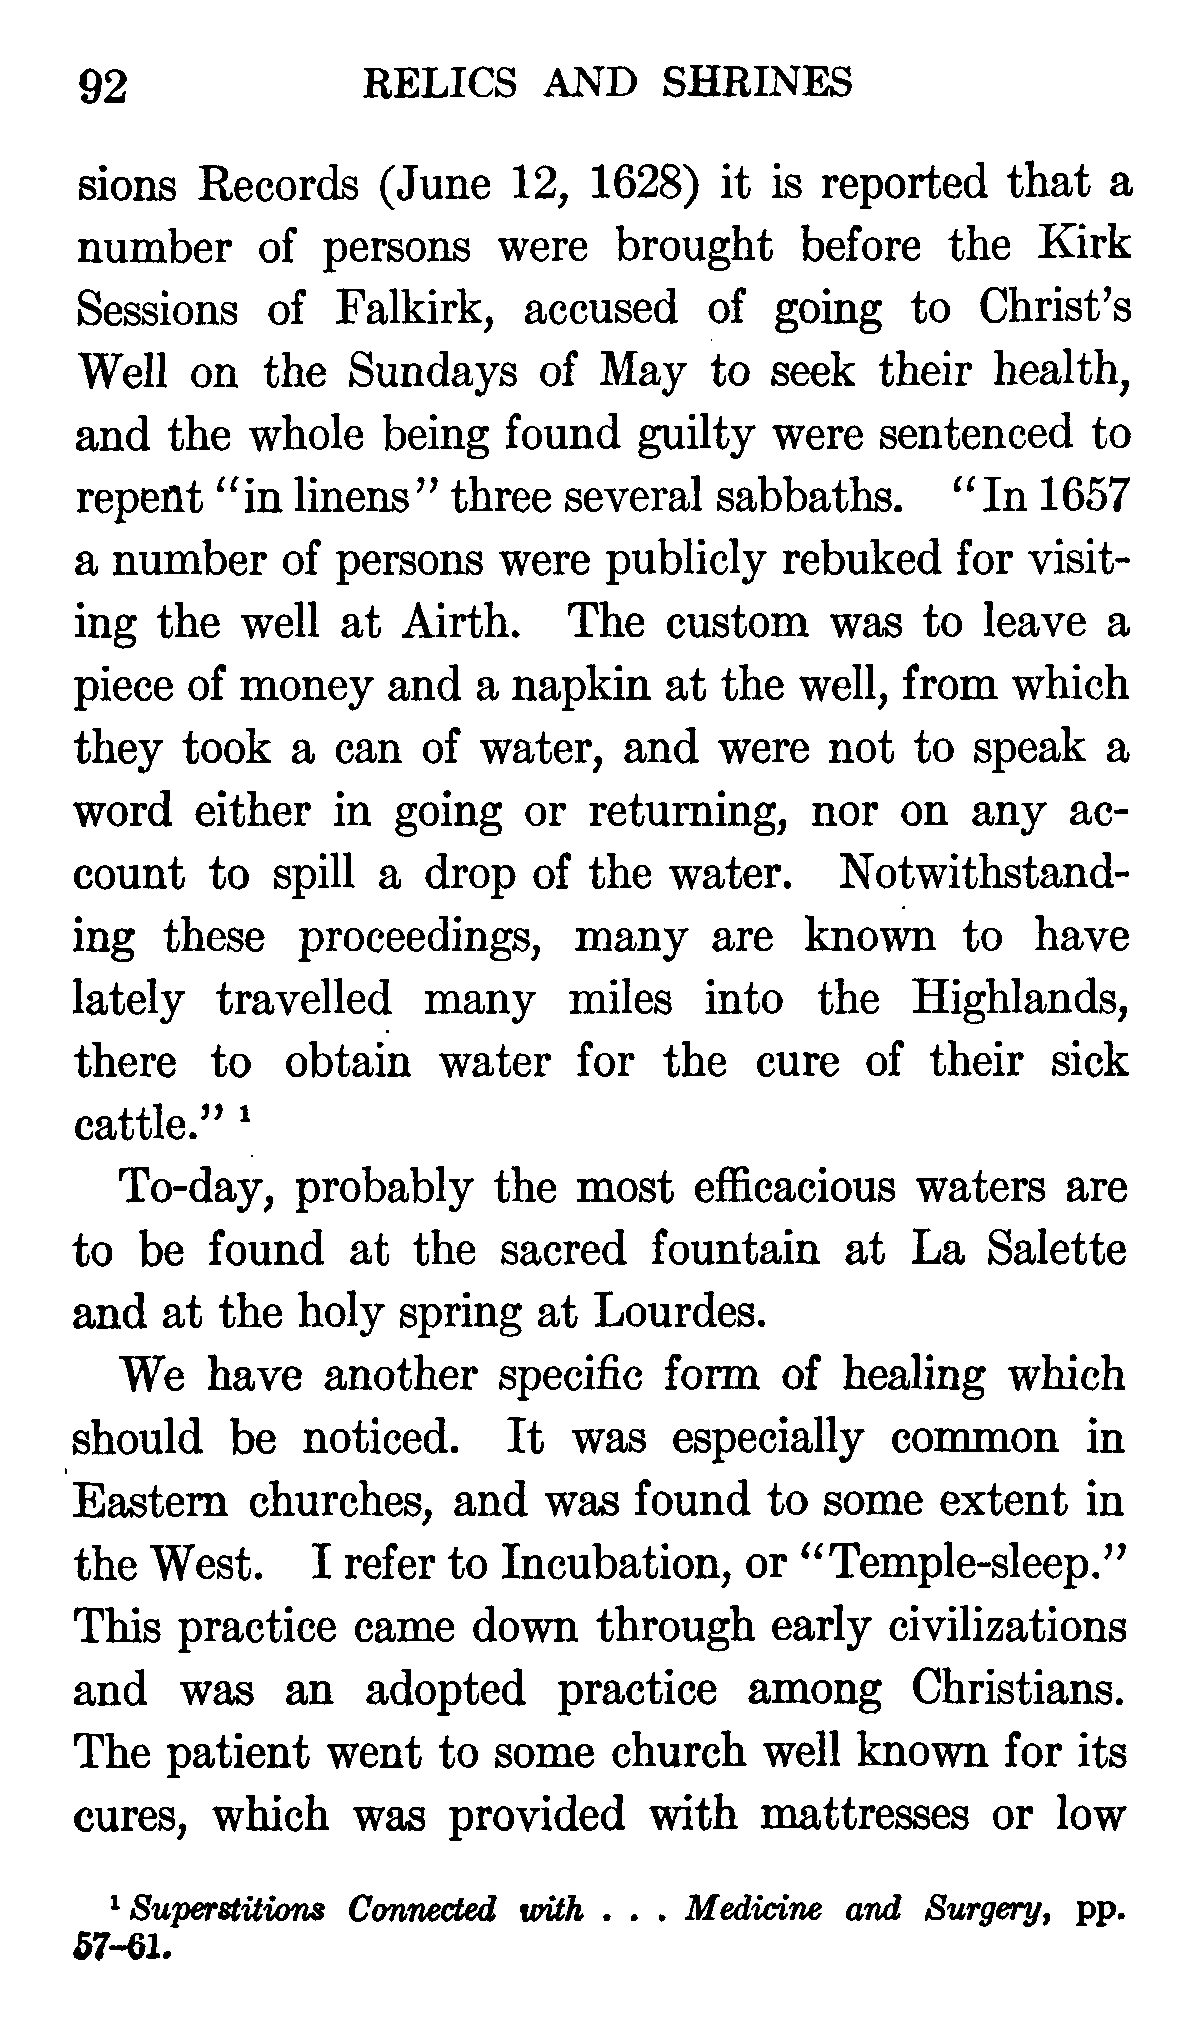 92 RELICS AND SHRINES
sions Records (June 12, 1628) it is reported that a
number of persons were brought before the Kirk
Sessions of Falkirk, accused of going to Christ's
Well on the Sundays of May to seek their health,
and the whole being found guilty were sentenced to
repent “in linens” three several sabbaths. “In 1657
a number of persons were publicly rebuked for visit-
ing the well at Airth. The custom was to leave a
piece of money and a napkin at the well, from which
they took a can of water, and were not to speak a
word either in going or returning, nor on any ac-
count to spill a drop of the water. Notwithstand-
ing these proceedings, many are known to have
lately travelled many miles into the Highlands,
there to obtain water for the cure of their sick
cattle.” ¹
To-day, probably the most efficacious waters are
to be found at the sacred fountain at La Salette
and at the holy spring at Lourdes.
We have another specific form of healing which
should be noticed. It was especially common in
Eastern churches, and was found to some extent in
the West. I refer to Incubation, or “Temple-sleep.”
This practice came down through early civilizations
and was an adopted practice among Christians.
The patient went to some church well known for its
cures, which was provided with mattresses or low
¹ Superstitions Connected with . . . Medicine and Surgery, pp.
57–61.